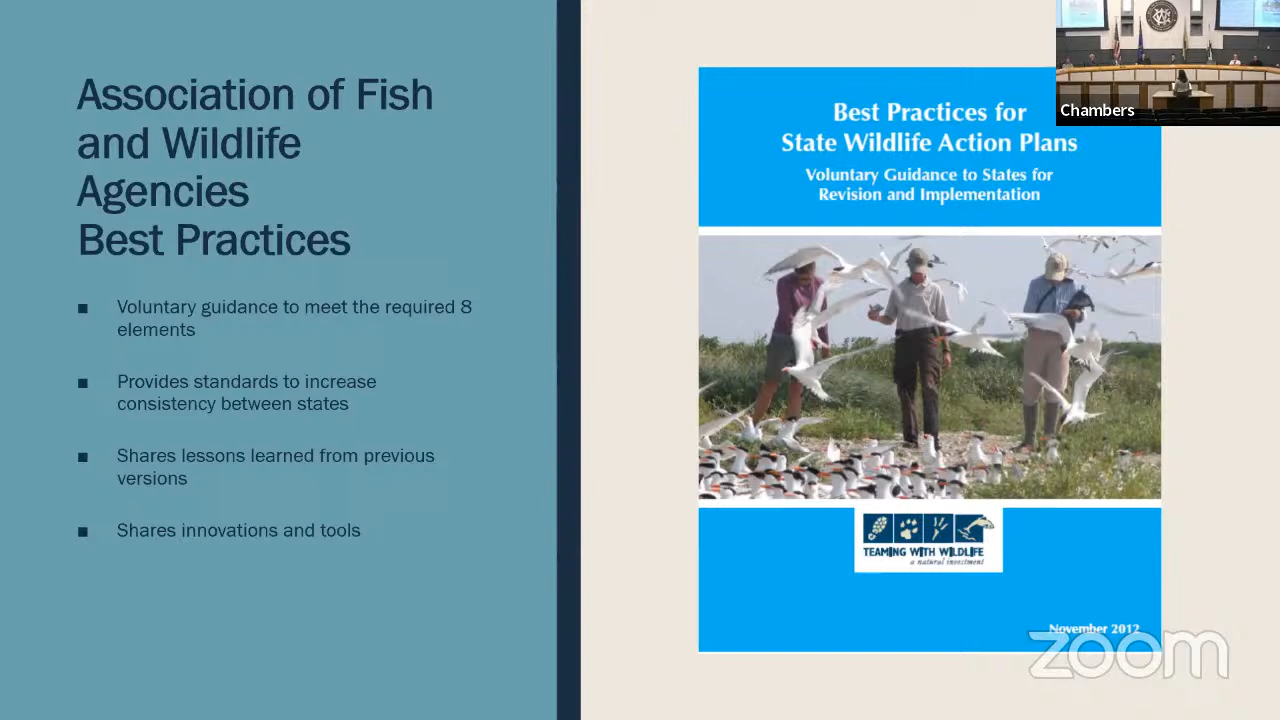 Association of Fish
and Wildlife
Agencies
Best Practices
■ Voluntary guidance to meet the required 8
elements
■ Provides standards to increase
consistency between states
■ Shares lessons learned from previous
versions
■ Shares innovations and tools
Best Practices for
State Wildlife Action Plans
Voluntary Guidance to States for
Revision and Implementation
TEAMING WITH WILDLIFE
a natural investment
November 2012
Chambers
zoom